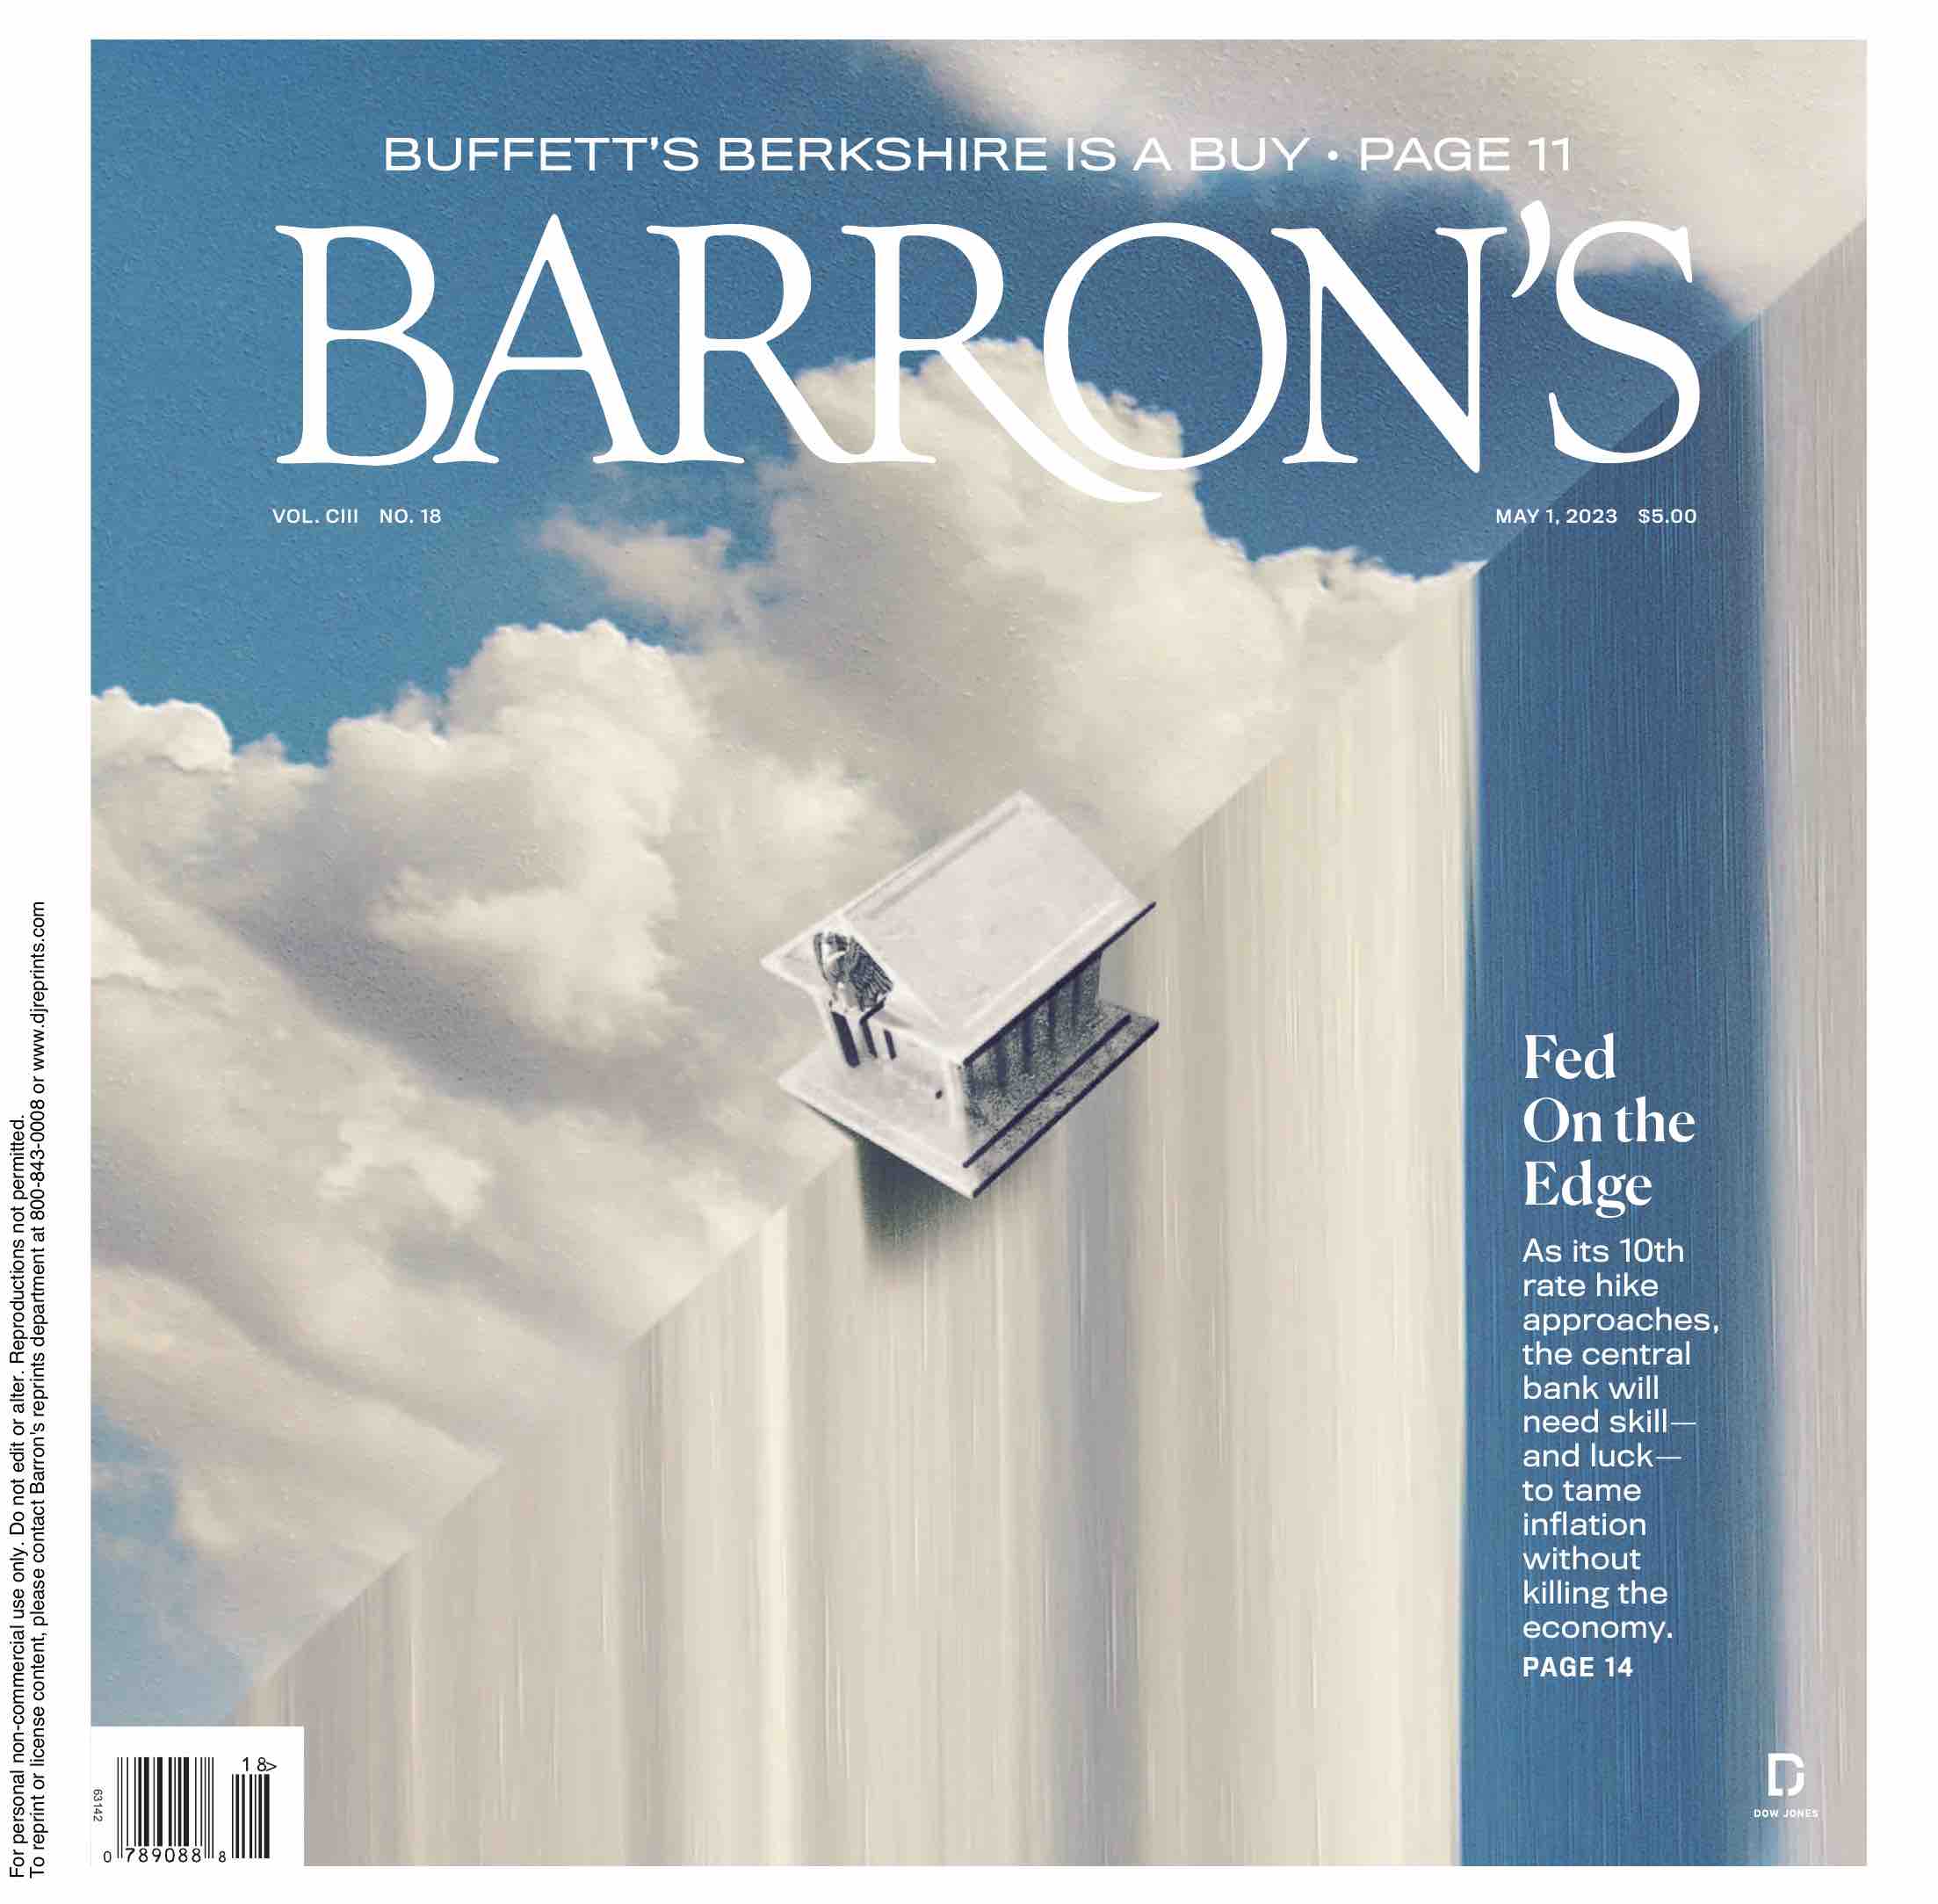 BUFFETT'S BERKSHIRE IS A BUY • PAGE 11
BARRON'S
VOL. CIII NO. 18
MAY 1, 2023 $5.00
Fed
On the
Edge
As its 10th
rate hike
approaches,
the central
bank will
need skill—
and luck—
to tame
inflation
without
killing the
economy.
PAGE 14
DOW JONES
18>
63142
0 789088 8
For personal non-commercial use only. Do not edit or alter. Reproductions not permitted.
To reprint or license content, please contact Barron's reprints department at 800-843-0008 or www.djreprints.com